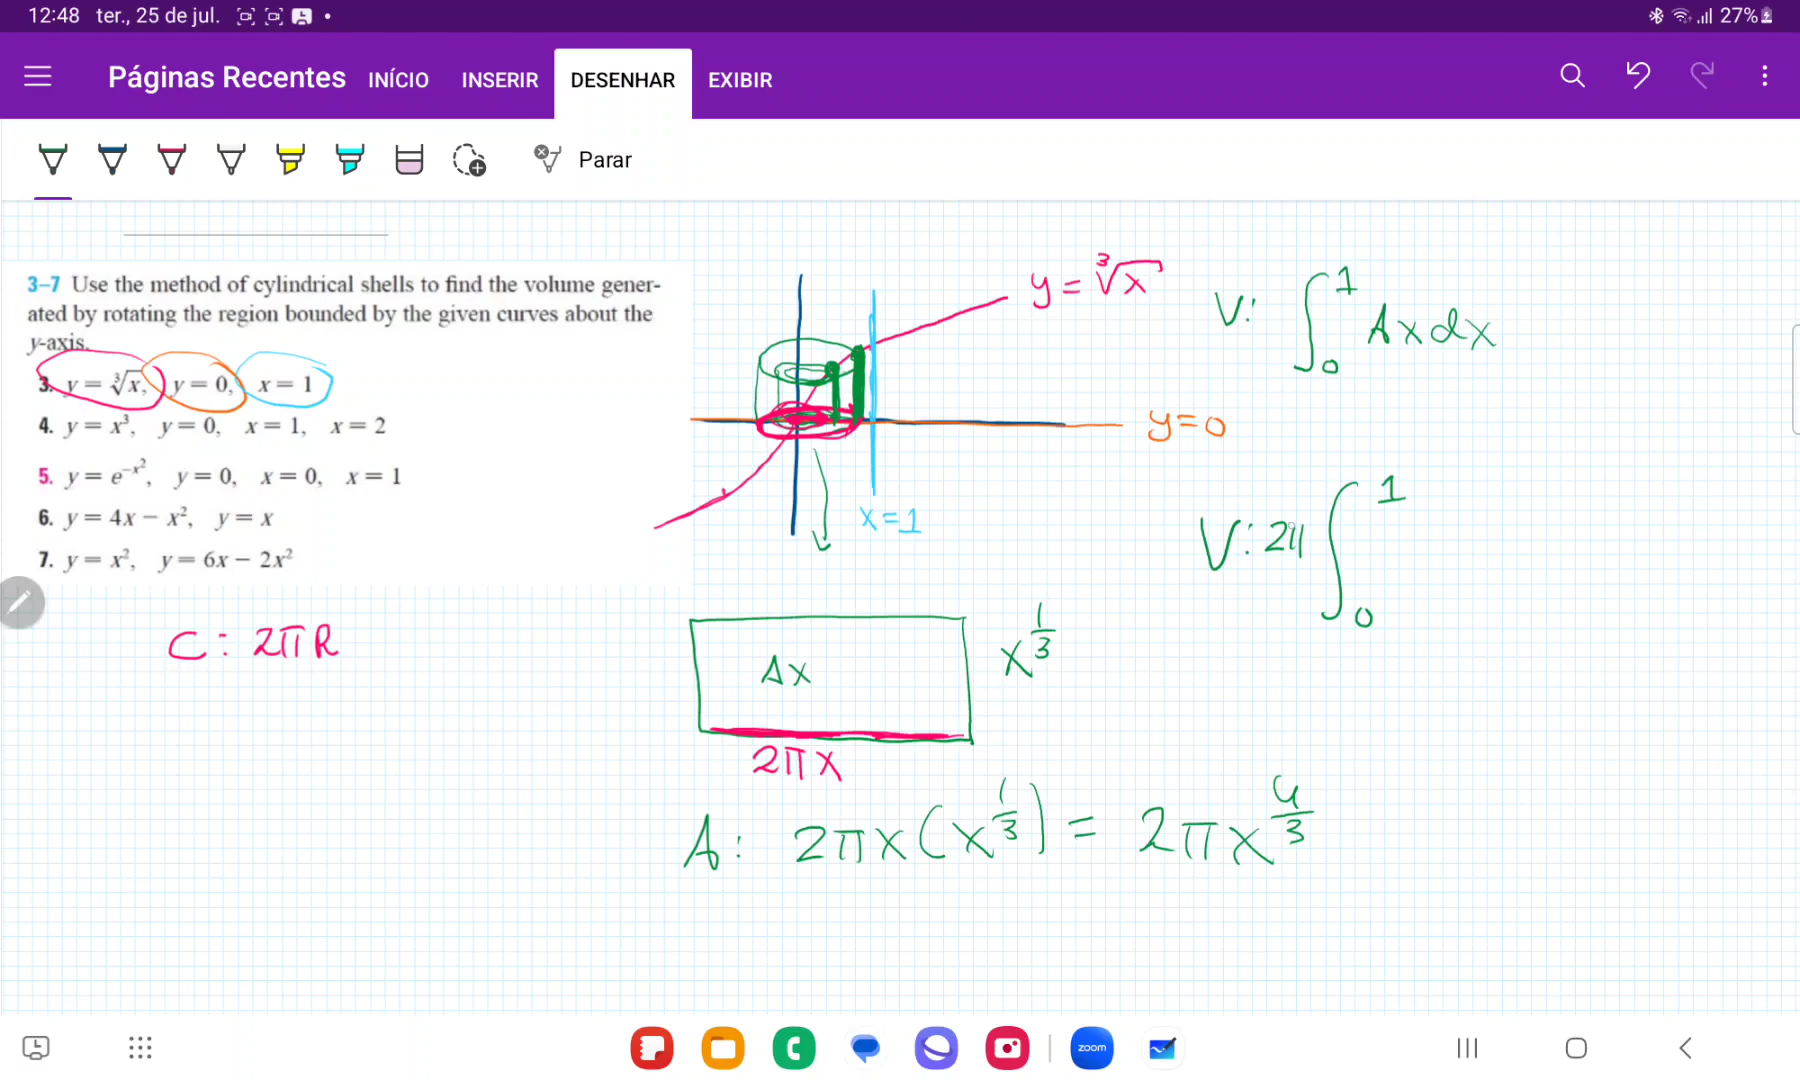 12:48 ter., 25 de jul.
27%
Páginas Recentes INÍCIO INSERIR DESENHAR EXIBIR
Parar
3–7 Use the method of cylindrical shells to find the volume gener-
ated by rotating the region bounded by the given curves about the
y-axis.
3. y = ∛x, y = 0, x = 1
4. y = x³, y = 0, x = 1, x = 2
5. y = e^{-x²}, y = 0, x = 0, x = 1
6. y = 4x − x², y = x
7. y = x², y = 6x − 2x²
y = ∛x
y = 0
x = 1
V: ∫₀¹ Ax dx
V: 2π ∫₀¹
C: 2πR
Ax
x^{1/3}
2πx
A: 2πx(x^{1/3}) = 2πx^{4/3}
zoom